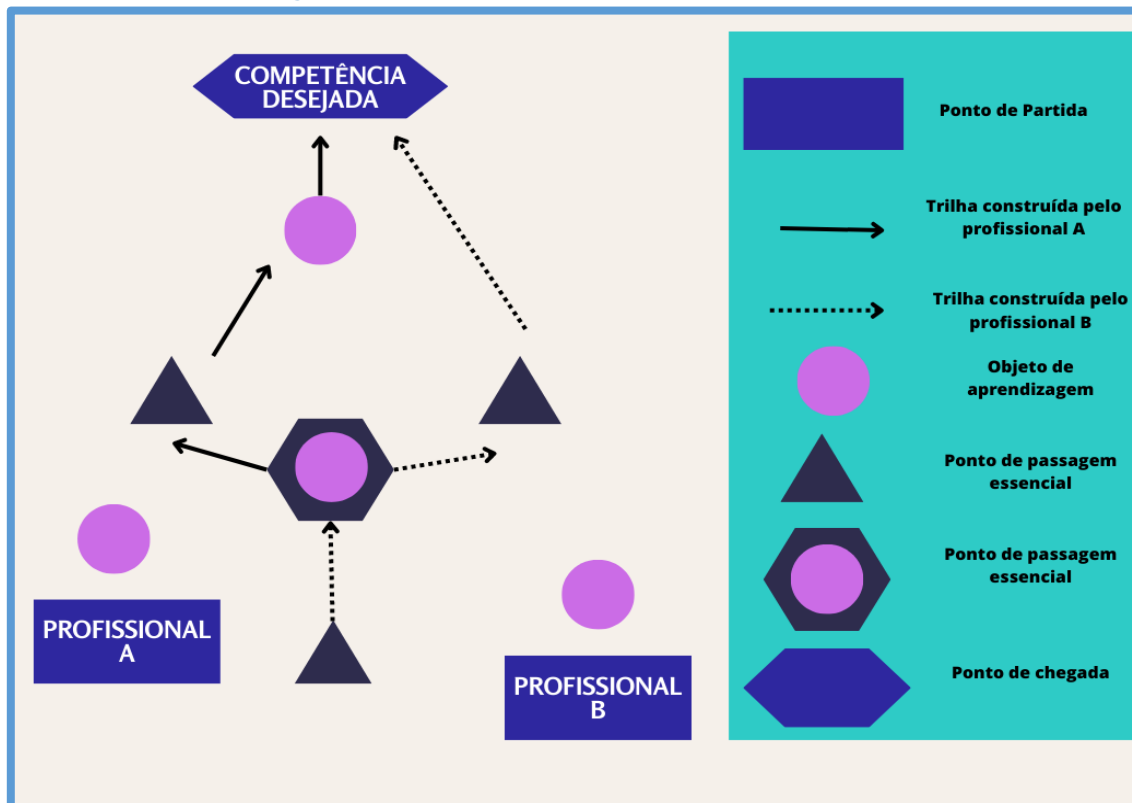 COMPETÊNCIA
DESEJADA
PROFISSIONAL
A
PROFISSIONAL
B
Ponto de Partida
Trilha construída pelo
profissional A
Trilha construída pelo
profissional B
Objeto de
aprendizagem
Ponto de passagem
essencial
Ponto de passagem
essencial
Ponto de chegada